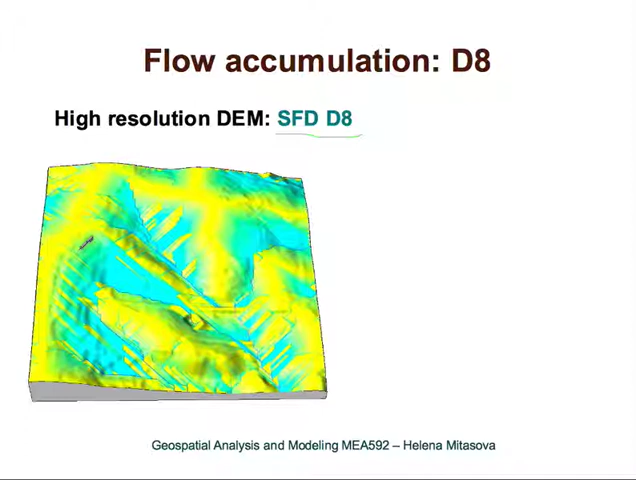 Flow accumulation: D8
High resolution DEM: SFD D8
Geospatial Analysis and Modeling MEA592 – Helena Mitasova